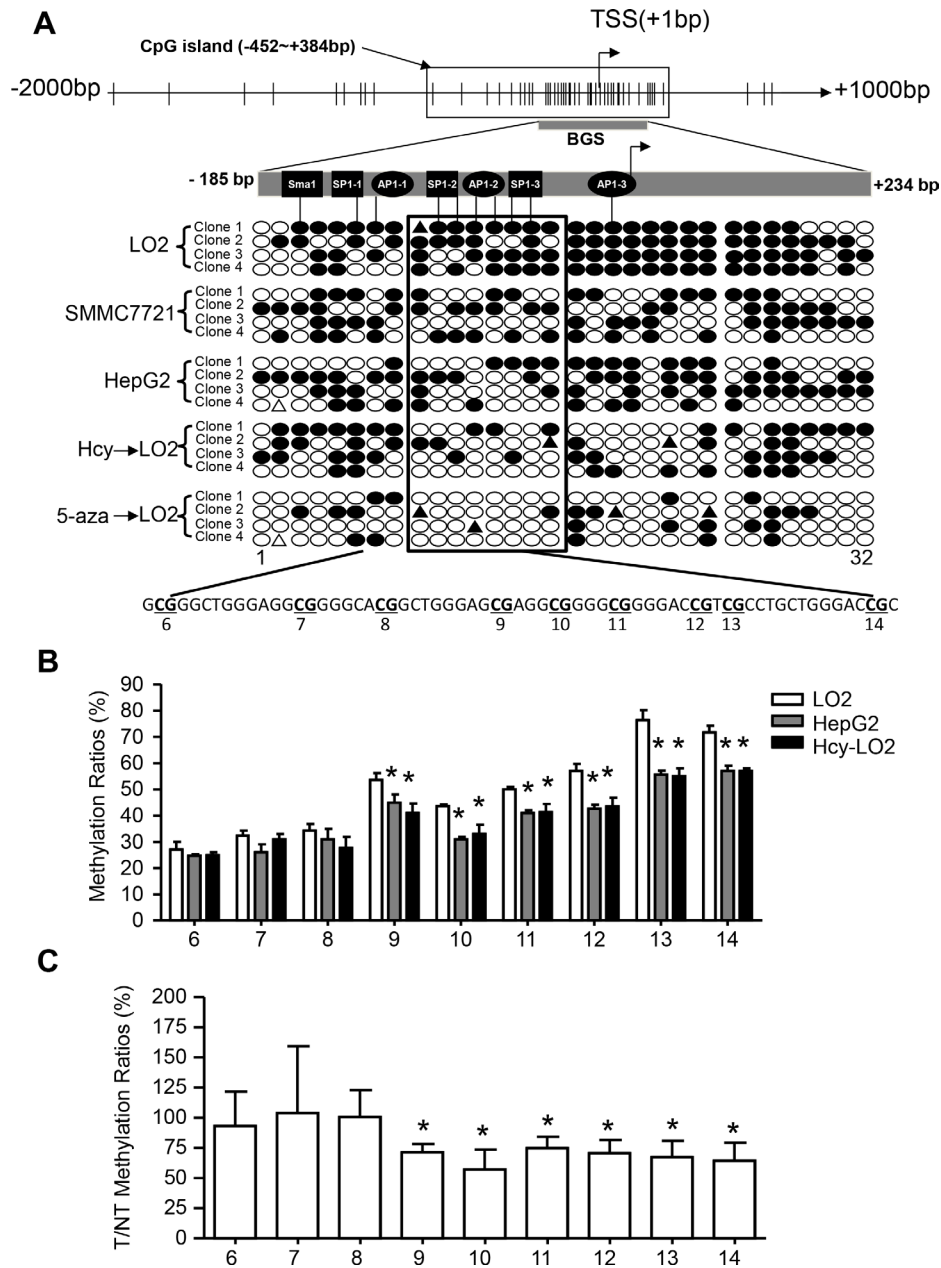 A
TSS(+1bp)
CpG island (-452~+384bp)
-2000bp
+1000bp
BGS
- 185 bp
Sma1
SP1-1
AP1-1
SP1-2
AP1-2
SP1-3
AP1-3
+234 bp
LO2
Clone 1
Clone 2
Clone 3
Clone 4
SMMC7721
Clone 1
Clone 2
Clone 3
Clone 4
HepG2
Clone 1
Clone 2
Clone 3
Clone 4
Hcy→LO2
Clone 1
Clone 2
Clone 3
Clone 4
5-aza→LO2
Clone 1
Clone 2
Clone 3
Clone 4
1
32
GCGGGCTGGGAGGCGGGGCACGGCTGGGAGCGAGGCGGGGCGGGGACCGTCGCCTGCTGGGACCGC
6 7 8 9 10 11 12 13 14
B
Methylation Ratios (%)
90
80
70
60
50
40
30
20
10
0
6 7 8 9 10 11 12 13 14
* * * * * * * * * * * *
LO2
HepG2
Hcy-LO2
C
T/NT Methylation Ratios (%)
200
175
150
125
100
75
50
25
0
* * * * * *
6 7 8 9 10 11 12 13 14